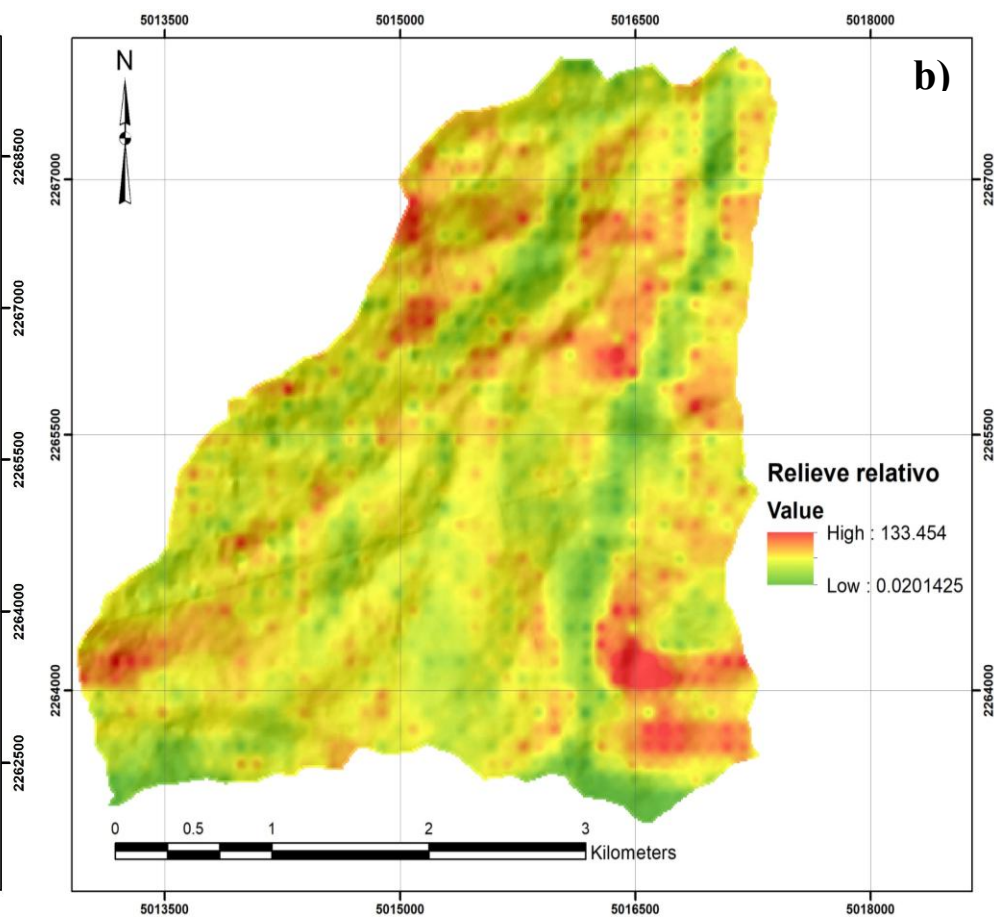 5013500 5015000 5016500 5018000
N
b)
2268500
2267000 2267000
2267000
2265500 2265500
2265500
Relieve relativo
Value
High : 133.454
Low : 0.0201425
2264000
2264000 2264000
2262500
0 0.5 1 2 3
Kilometers
5013500 5015000 5016500 5018000